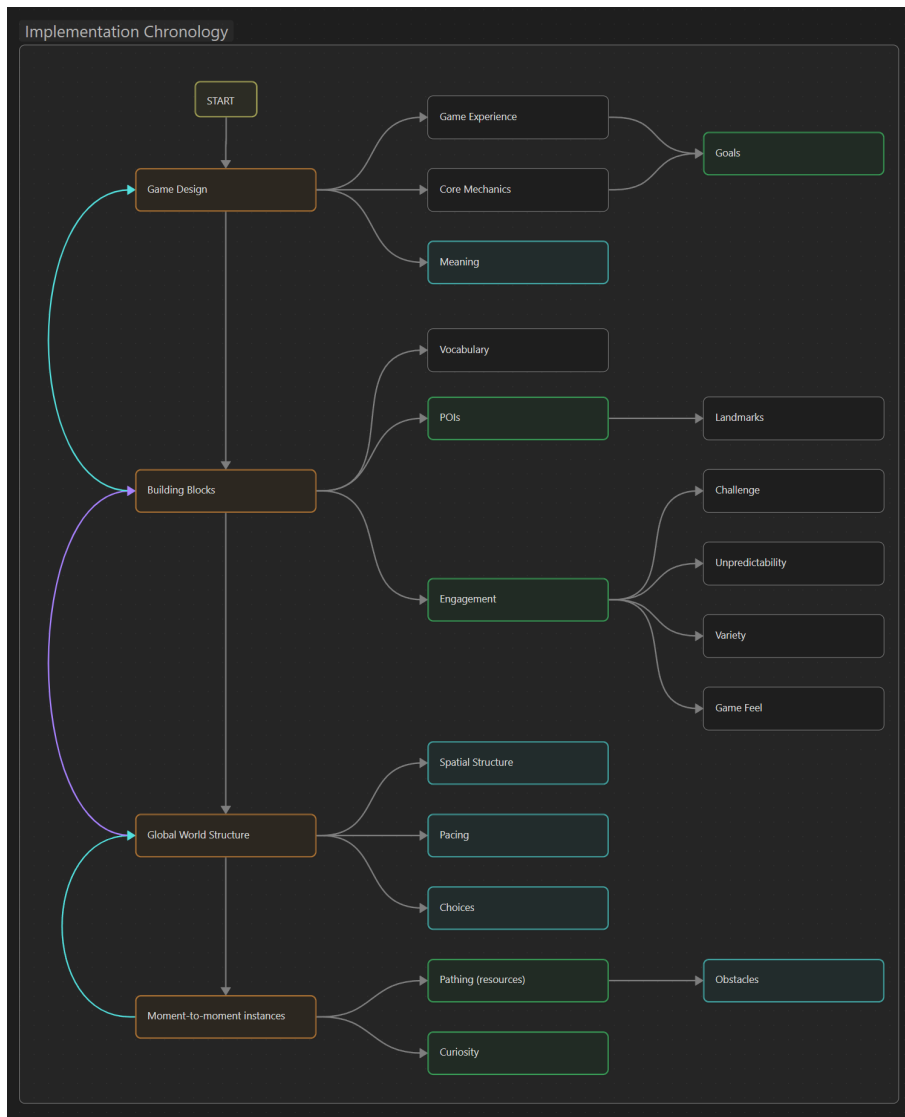 Implementation Chronology
START
Game Experience
Goals
Game Design
Core Mechanics
Meaning
Vocabulary
POIs
Landmarks
Building Blocks
Challenge
Unpredictability
Engagement
Variety
Game Feel
Spatial Structure
Global World Structure
Pacing
Choices
Pathing (resources)
Obstacles
Moment-to-moment instances
Curiosity